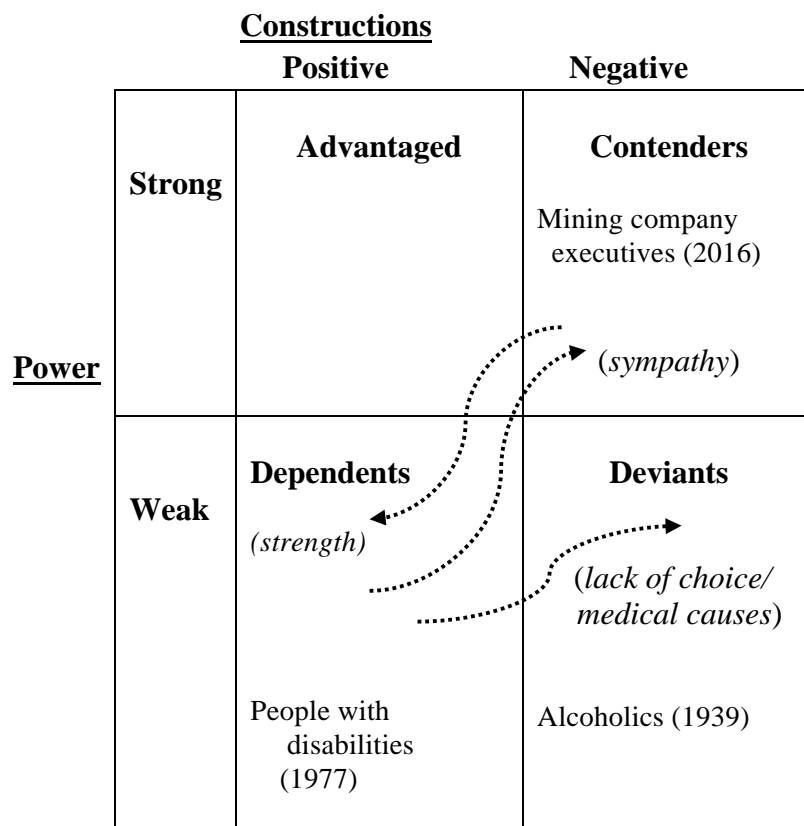 Constructions
Positive Negative
Advantaged Contenders
Strong
Mining company
executives (2016)
Power
(sympathy)
Dependents Deviants
Weak
(strength)
(lack of choice/
medical causes)
People with
disabilities
(1977)
Alcoholics (1939)